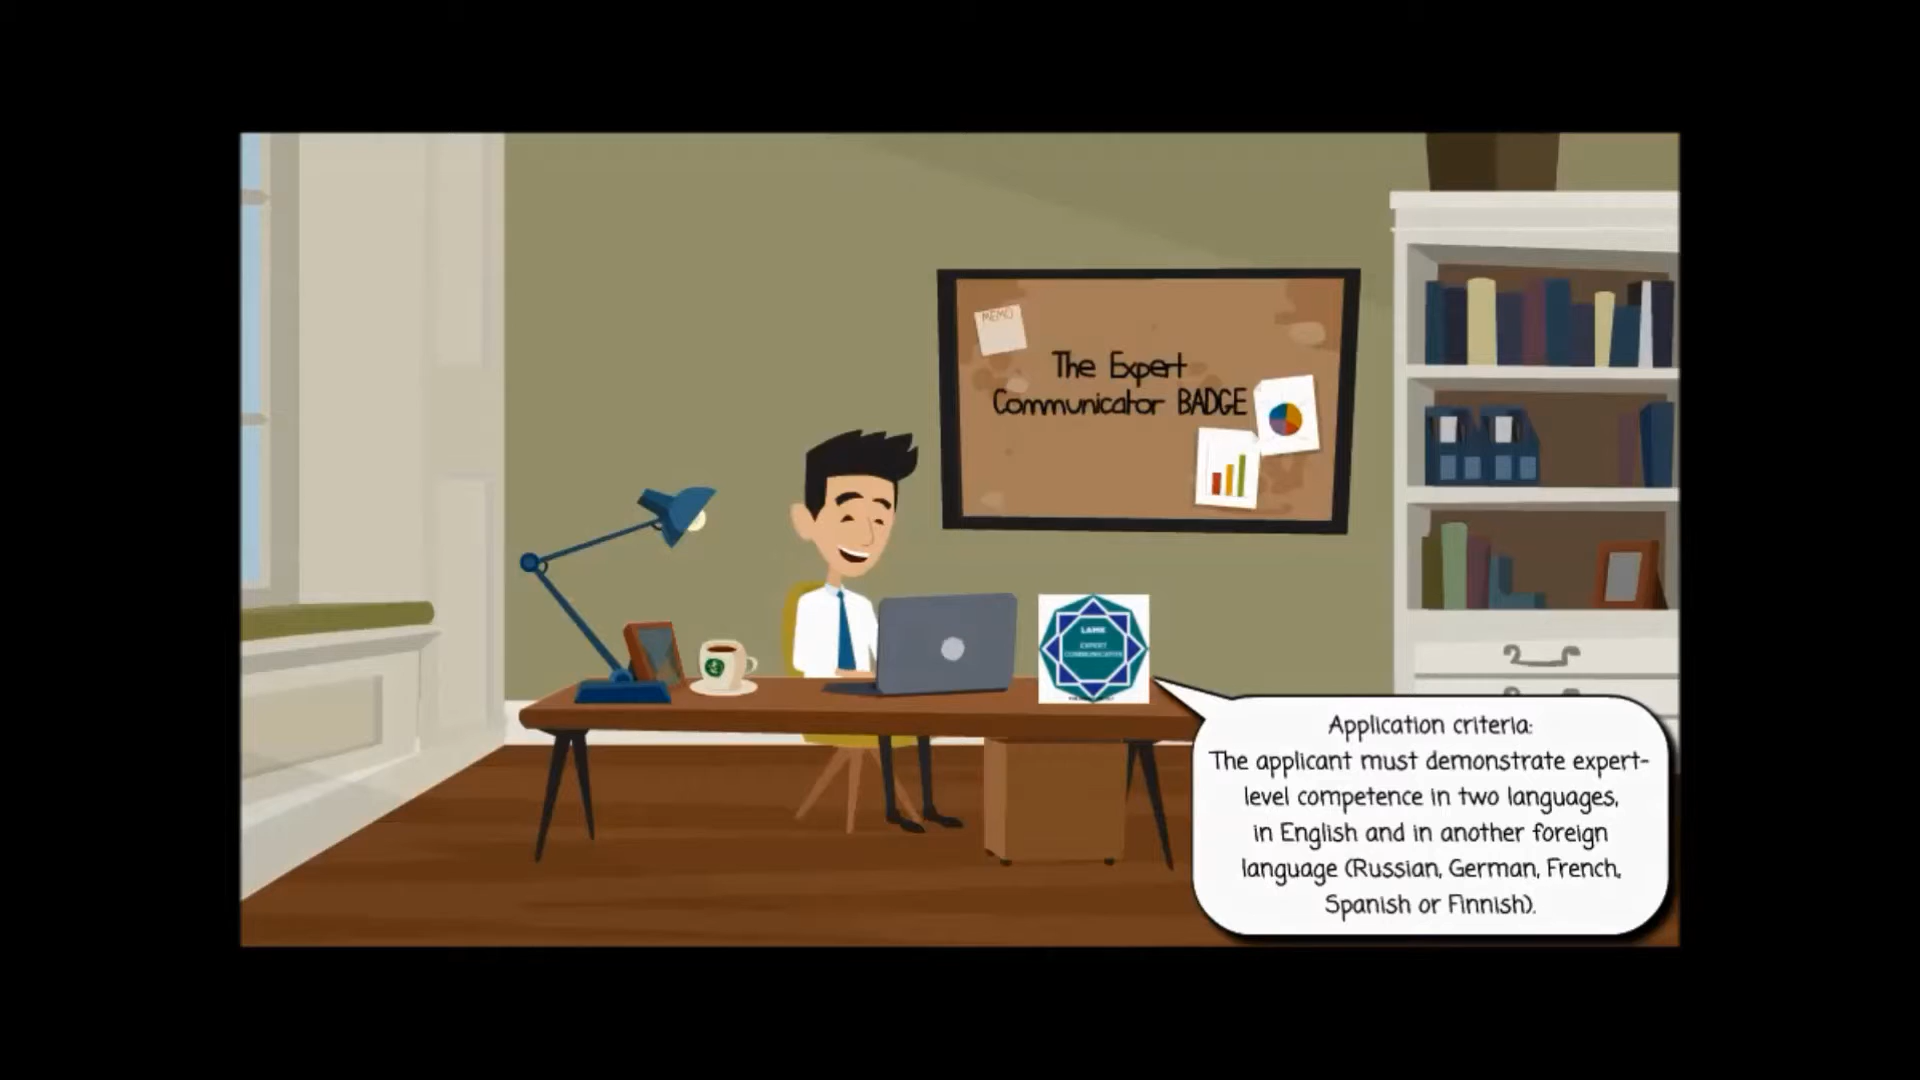 MEMO
The Expert
Communicator BADGE
LAMK
EXPERT
COMMUNICATOR
Application criteria:
The applicant must demonstrate expert-
level competence in two languages,
in English and in another foreign
language (Russian, German, French,
Spanish or Finnish).